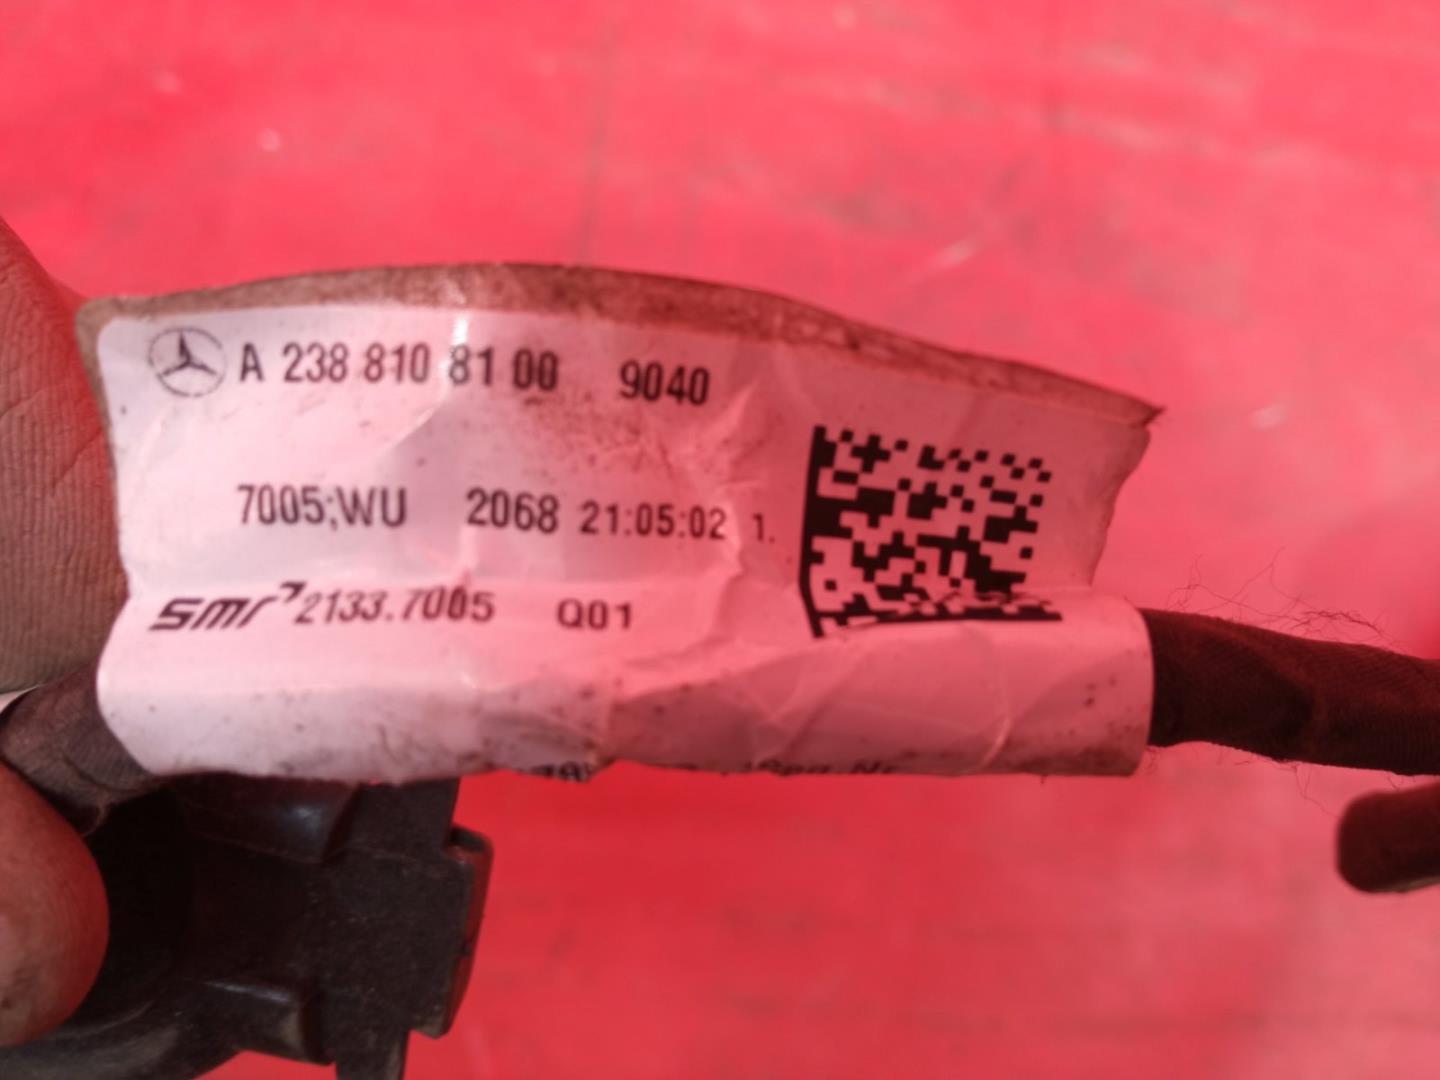 A 238 810 81 00 9040
7005;WU 2068 21:05:02 1.
smr 2133.7005 Q01